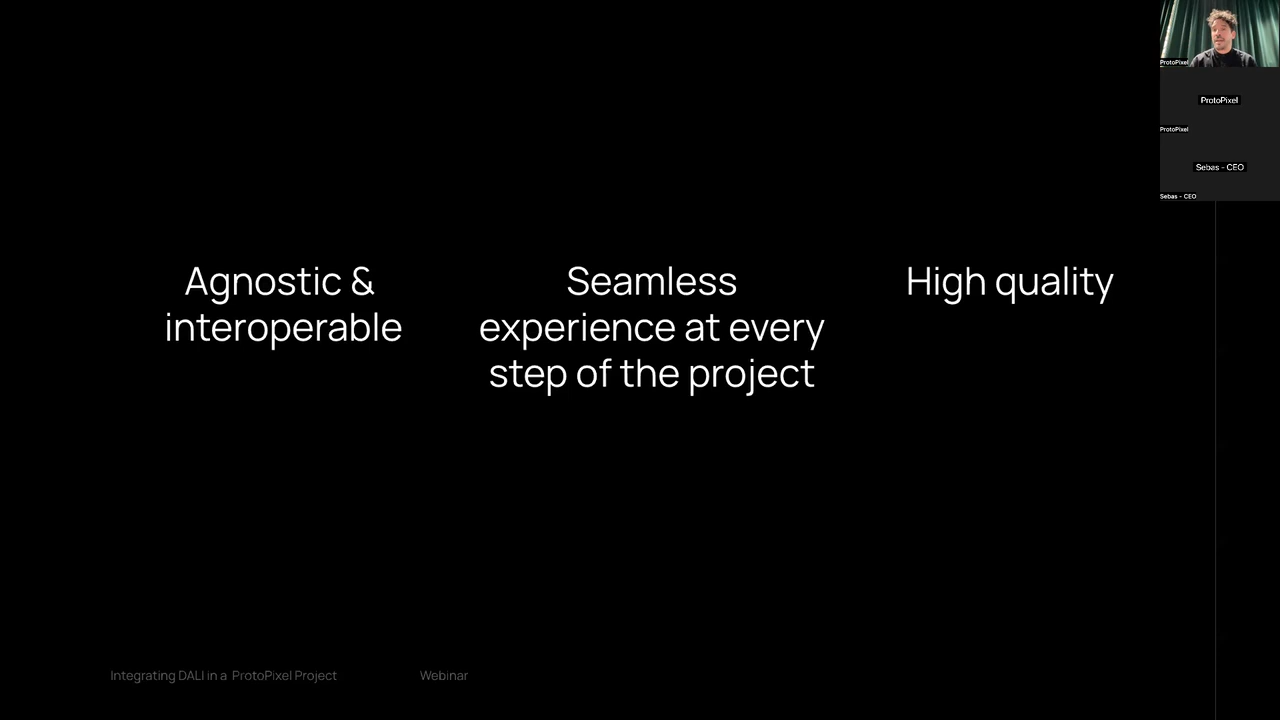 Agnostic &
interoperable
Seamless
experience at every
step of the project
High quality
ProtoPixel
ProtoPixel
ProtoPixel
Sebas - CEO
Sebas - CEO
Integrating DALI in a ProtoPixel Project
Webinar